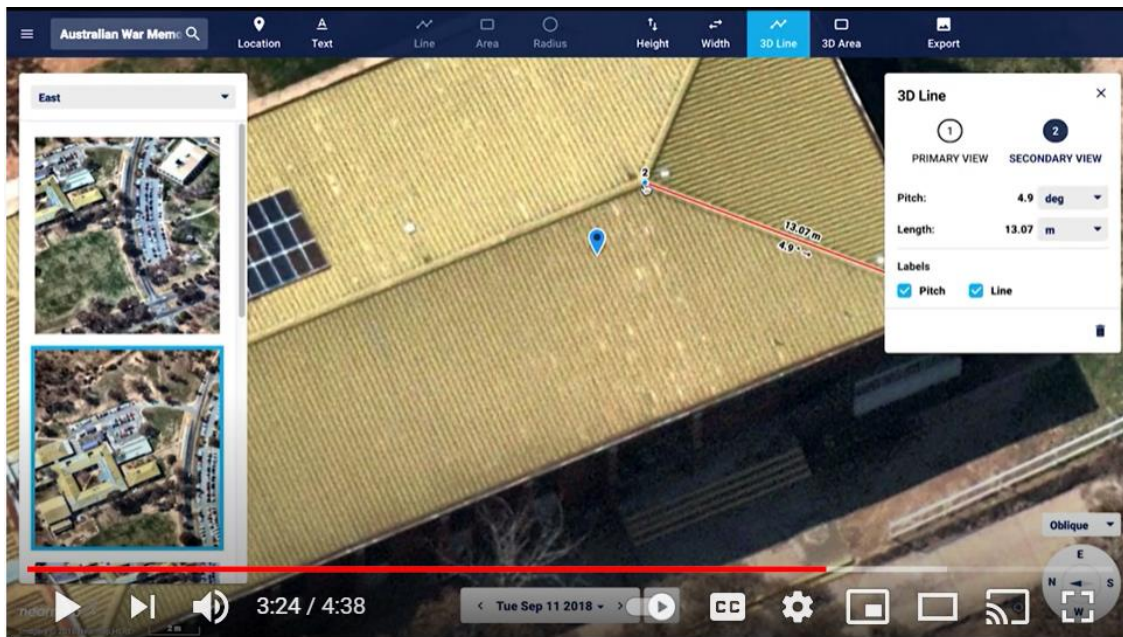 Australian War Memo
Location
Text
Line
Area
Radius
Height
Width
3D Line
3D Area
Export
East
3D Line
1
2
PRIMARY VIEW
SECONDARY VIEW
Pitch:
4.9
deg
Length:
13.07
m
Labels
Pitch
Line
2
13.07 m
4.9
Oblique
E
N
S
W
3:24 / 4:38
Tue Sep 11 2018
CC
2 m